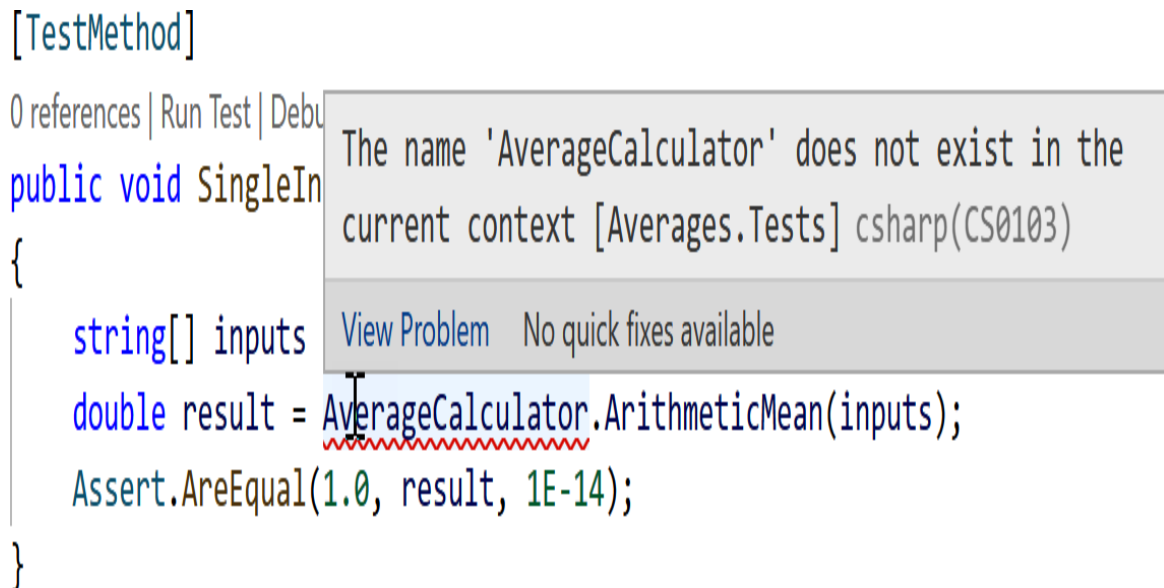 [TestMethod]
0 references | Run Test | Debu
public void SingleIn
{
string[] inputs
double result = AverageCalculator.ArithmeticMean(inputs);
Assert.AreEqual(1.0, result, 1E-14);
}
The name 'AverageCalculator' does not exist in the
current context [Averages.Tests] csharp(CS0103)
View Problem No quick fixes available